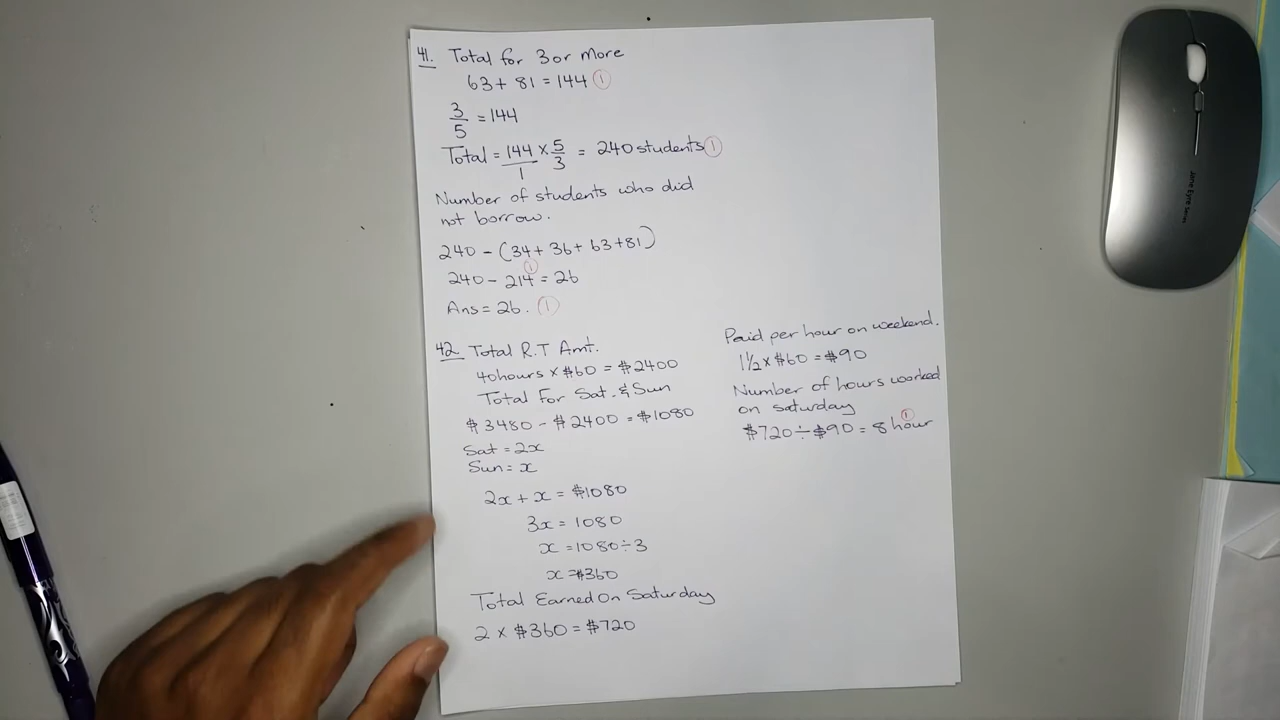 41. Total for 3 or more
63 + 81 = 144 ①
3/5 = 144
Total = 144/1 × 5/3 = 240 students ①
Number of students who did
not borrow.
240 - (34 + 36 + 63 + 81)
240 - 214 = 26 ①
Ans = 26. ①
42. Total R.T Amt.
40 hours × $60 = $2400
Total For Sat. & Sun
$3480 - $2400 = $1080
Sat = 2x
Sun = x
2x + x = $1080
3x = 1080
x = 1080 ÷ 3
x = $360
Total Earned On Saturday
2 × $360 = $720
Paid per hour on weekend.
1 1/2 × $60 = $90
Number of hours worked
on Saturday
$720 ÷ $90 = 8 hour ①